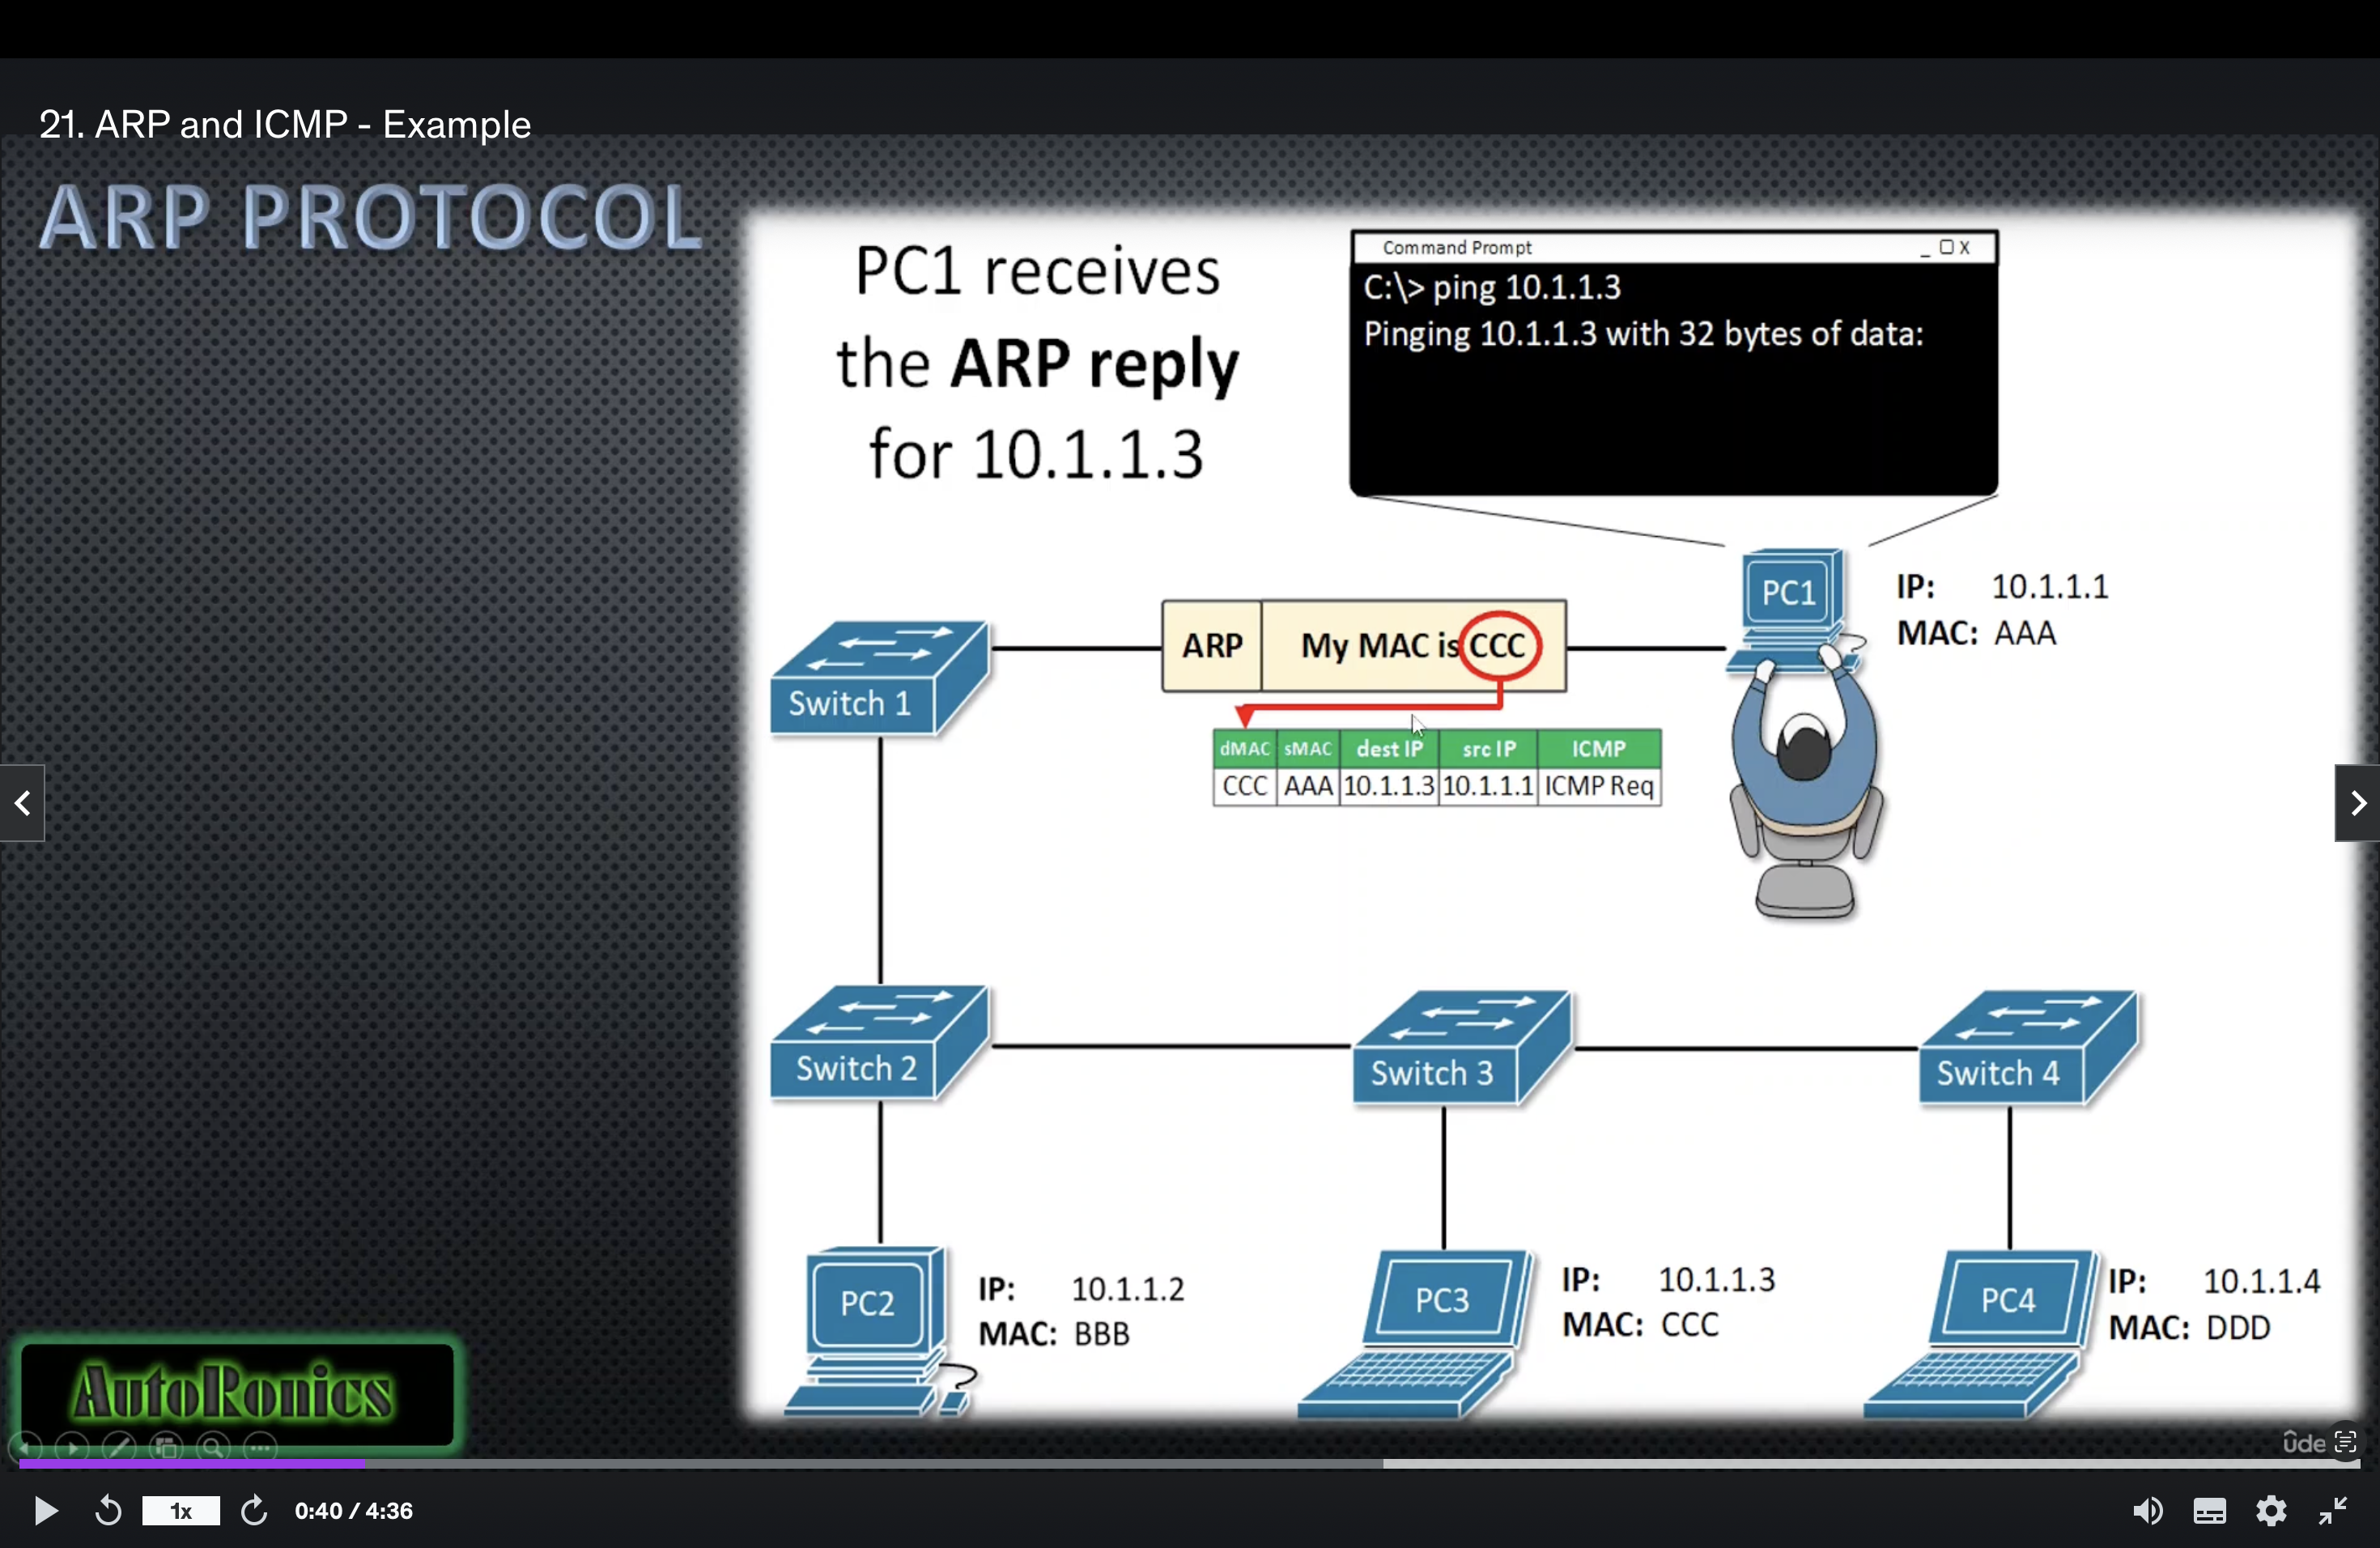 21. ARP and ICMP - Example
ARP PROTOCOL
PC1 receives
the ARP reply
for 10.1.1.3
Command Prompt _ X
C:\> ping 10.1.1.3
Pinging 10.1.1.3 with 32 bytes of data:
PC1
IP: 10.1.1.1
MAC: AAA
ARP My MAC is CCC
Switch 1
dMAC sMAC dest IP src IP ICMP
CCC AAA 10.1.1.3 10.1.1.1 ICMP Req
Switch 2
Switch 3
Switch 4
PC2
IP: 10.1.1.2
MAC: BBB
PC3
IP: 10.1.1.3
MAC: CCC
PC4
IP: 10.1.1.4
MAC: DDD
AutoRonics
ûde
1x
0:40 / 4:36